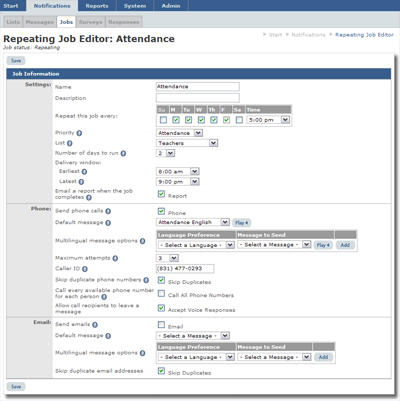 Start Notifications Reports System Admin
Lists Messages Jobs Surveys Responses
Repeating Job Editor: Attendance
Start Notifications Repeating Job Editor
Job status: Repeating
Save
Job Information
Settings:
Name Attendance
Description
Su M Tu W Th F Sa Time
Repeat this job every: 5:00 pm
Priority Attendance
List Teachers
Number of days to run 2
Delivery window:
Earliest 8:00 am
Latest 9:00 pm
Email a report when the job
completes Report
Phone:
Send phone calls Phone
Default message Attendance English Play
Language Preference Message to Send
Multilingual message options - Select a Language - - Select a Message - Play Add
Maximum attempts 3
Caller ID (831) 477-0293
Skip duplicate phone numbers Skip Duplicates
Call every available phone number
for each person Call All Phone Numbers
Allow call recipients to leave a
message Accept Voice Responses
Email:
Send emails Email
Default message - Select a Message -
Language Preference Message to Send
Multilingual message options - Select a Language - - Select a Message - Add
Skip duplicate email addresses Skip Duplicates
Save